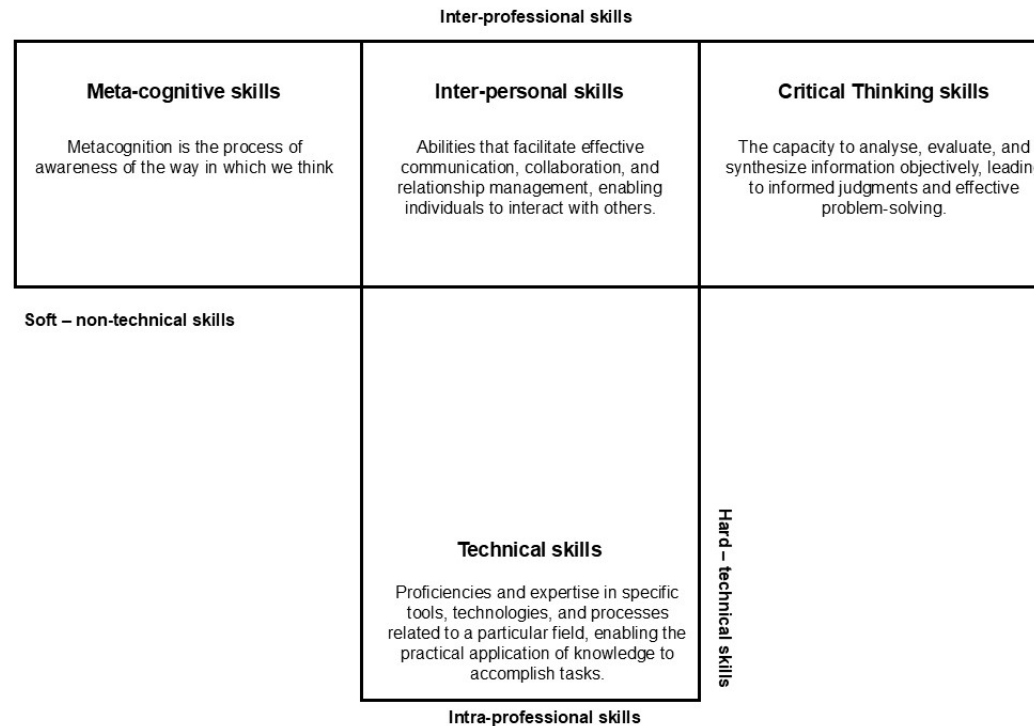 Inter-professional skills
Meta-cognitive skills
Metacognition is the process of
awareness of the way in which we think
Inter-personal skills
Abilities that facilitate effective
communication, collaboration, and
relationship management, enabling
individuals to interact with others.
Critical Thinking skills
The capacity to analyse, evaluate, and
synthesize information objectively, leading
to informed judgments and effective
problem-solving.
Soft – non-technical skills
Technical skills
Proficiencies and expertise in specific
tools, technologies, and processes
related to a particular field, enabling the
practical application of knowledge to
accomplish tasks.
Hard – technical skills
Intra-professional skills